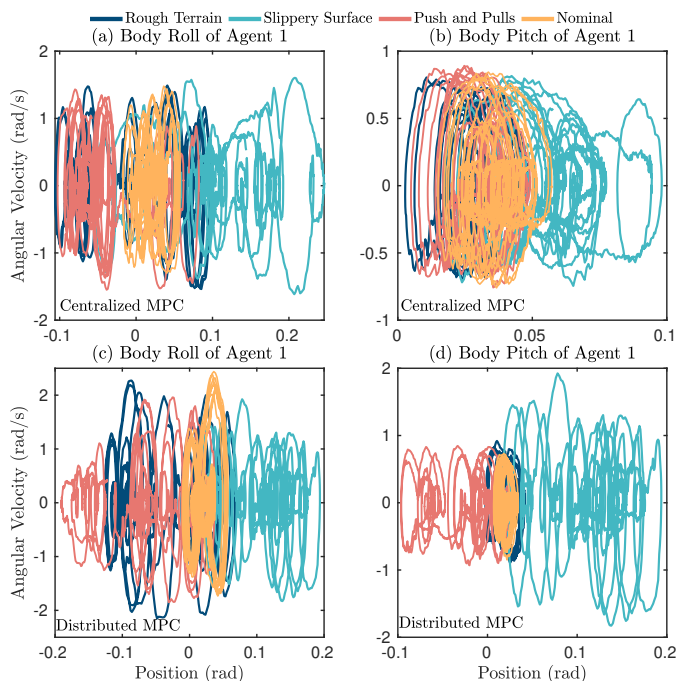 Rough Terrain Slippery Surface Push and Pulls Nominal
(a) Body Roll of Agent 1 (b) Body Pitch of Agent 1
Angular Velocity (rad/s)
2
1
0
-1
-2
Centralized MPC
-0.1 0 0.1 0.2
1
0.5
0
-0.5
-1
Centralized MPC
0 0.05 0.1
(c) Body Roll of Agent 1 (d) Body Pitch of Agent 1
Angular Velocity (rad/s)
2
1
0
-1
-2
Distributed MPC
-0.2 -0.1 0 0.1 0.2
Position (rad)
2
1
0
-1
-2
Distributed MPC
-0.1 0 0.1 0.2
Position (rad)